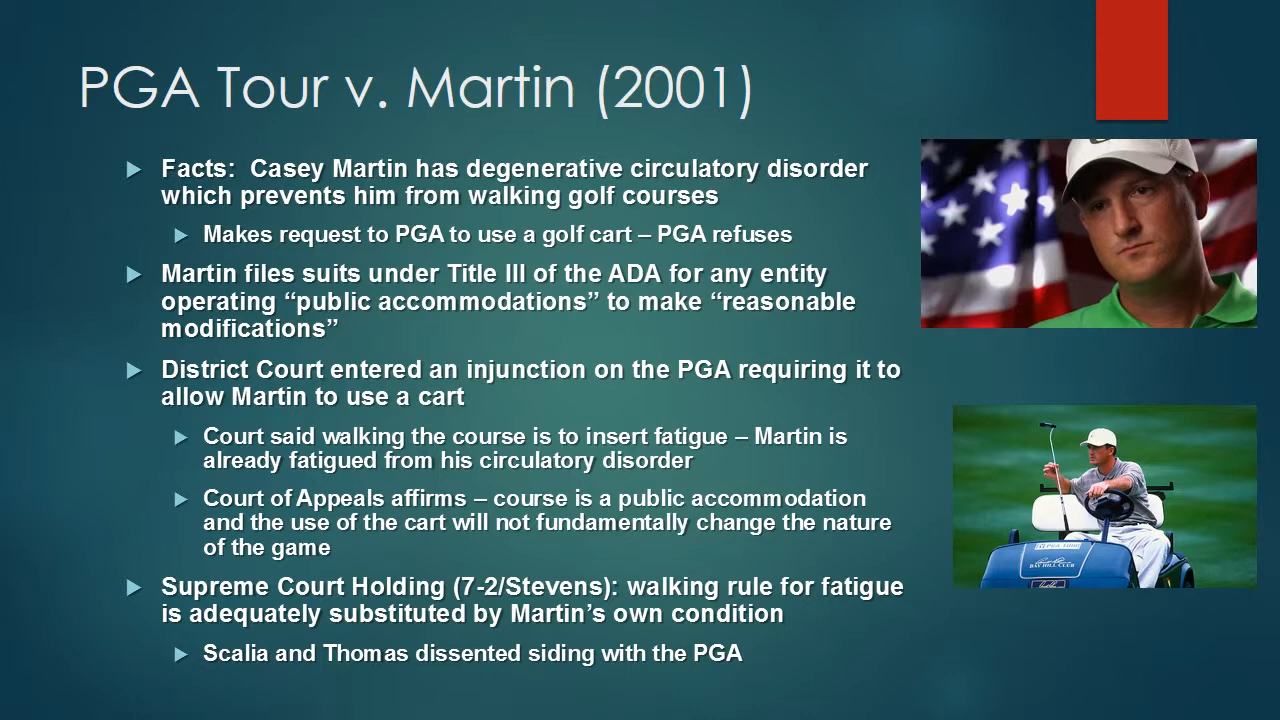 PGA Tour v. Martin (2001)
Facts:  Casey Martin has degenerative circulatory disorder
which prevents him from walking golf courses
Makes request to PGA to use a golf cart – PGA refuses
Martin files suits under Title III of the ADA for any entity
operating “public accommodations” to make “reasonable
modifications”
District Court entered an injunction on the PGA requiring it to
allow Martin to use a cart
Court said walking the course is to insert fatigue – Martin is
already fatigued from his circulatory disorder
Court of Appeals affirms – course is a public accommodation
and the use of the cart will not fundamentally change the nature
of the game
Supreme Court Holding (7-2/Stevens): walking rule for fatigue
is adequately substituted by Martin’s own condition
Scalia and Thomas dissented siding with the PGA
PGA TOUR
BAY HILL CLUB